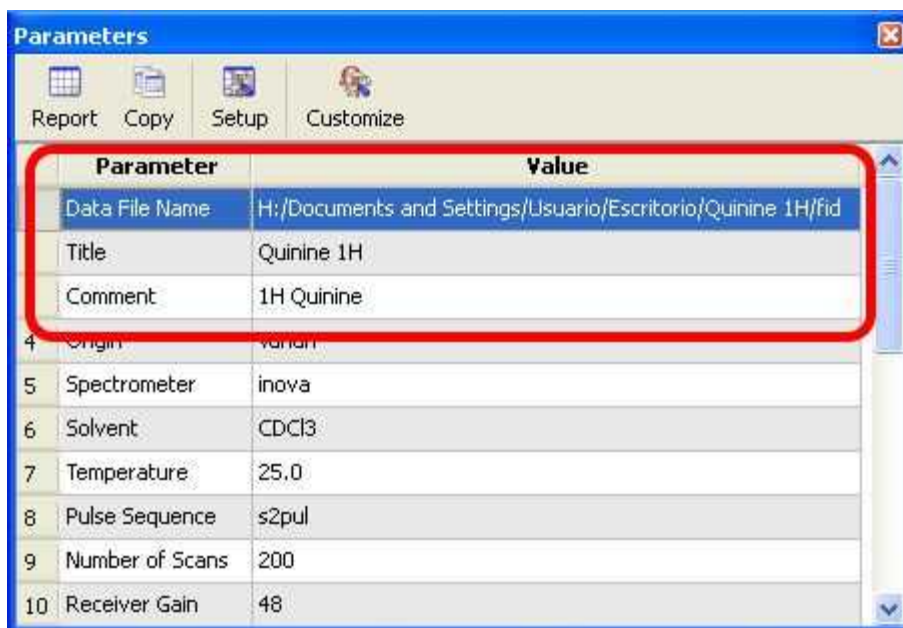 Parameters
Report Copy Setup Customize
Parameter Value
Data File Name H:/Documents and Settings/Usuario/Escritorio/Quinine 1H/fid
Title Quinine 1H
Comment 1H Quinine
4 Origin Varian
5 Spectrometer inova
6 Solvent CDCl3
7 Temperature 25.0
8 Pulse Sequence s2pul
9 Number of Scans 200
10 Receiver Gain 48